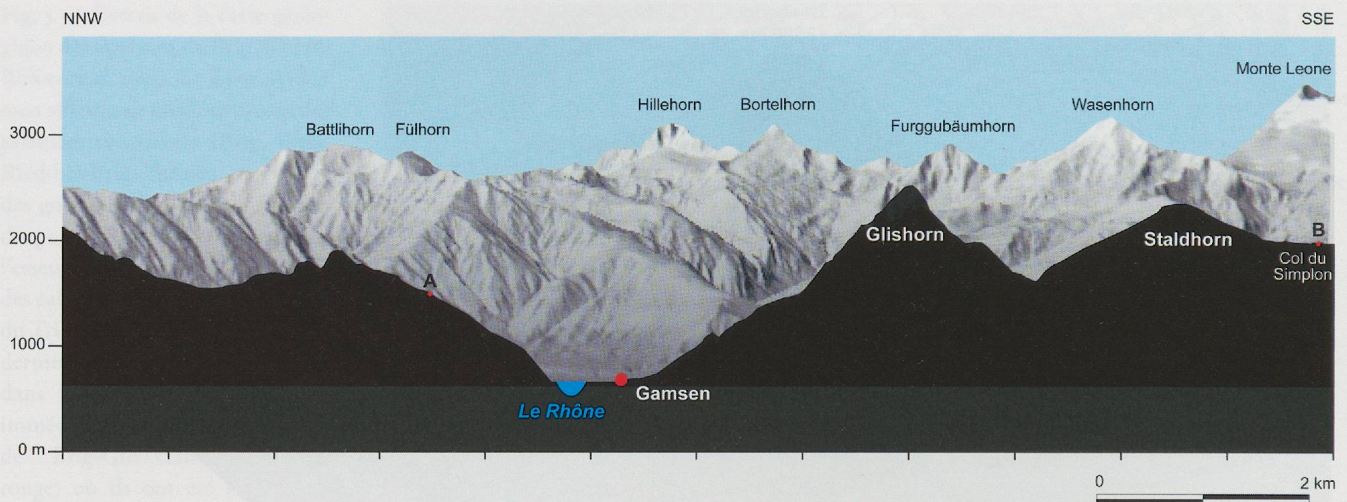 NNW
SSE
Monte Leone
Hillehorn
Bortelhorn
Wasenhorn
Battlihorn
Fülhorn
Furggubäumhorn
3000
2000
1000
0 m
Glishorn
Staldhorn
A
B
Col du
Simplon
Gamsen
Le Rhône
0
2 km